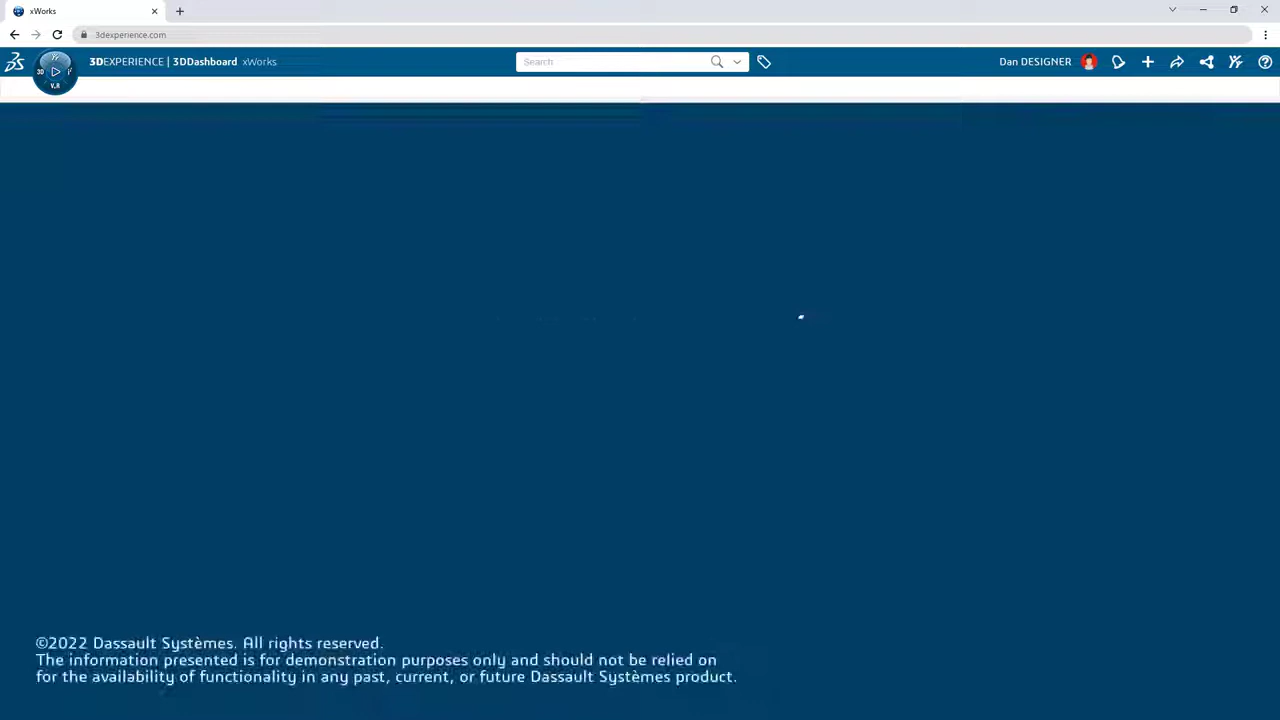 xWorks
3dexperience.com
3DEXPERIENCE | 3DDashboard xWorks
Search
Dan DESIGNER
3D
V.R
©2022 Dassault Systèmes. All rights reserved.
The information presented is for demonstration purposes only and should not be relied on
for the availability of functionality in any past, current, or future Dassault Systèmes product.